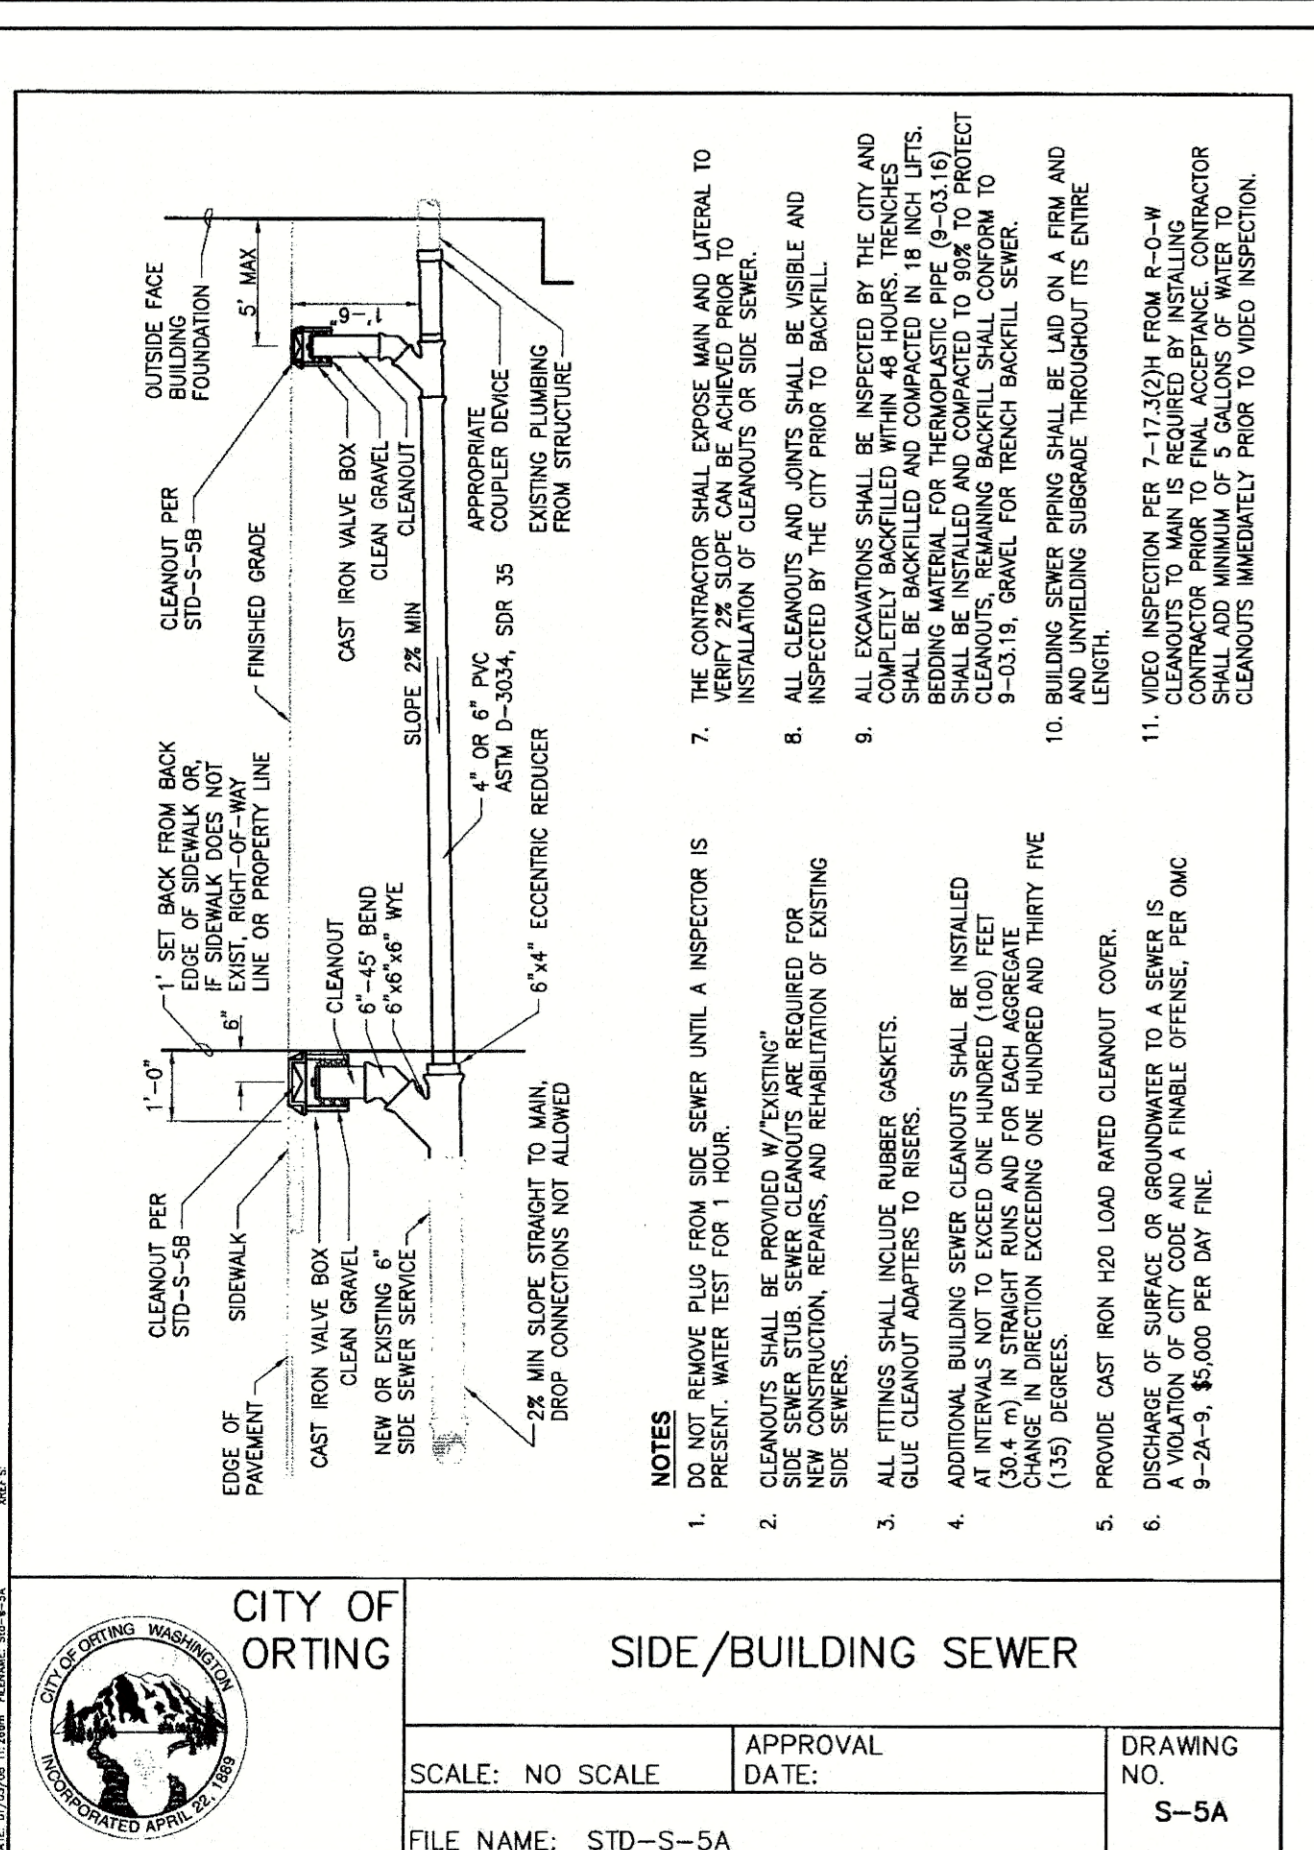 OUTSIDE FACE
BUILDING
FOUNDATION
5' MAX
1'-6"
CLEANOUT PER
STD-S-5B
FINISHED GRADE
CAST IRON VALVE BOX
CLEAN GRAVEL
CLEANOUT
SLOPE 2% MIN
APPROPRIATE
COUPLER DEVICE
EXISTING PLUMBING
FROM STRUCTURE
4" OR 6" PVC
ASTM D-3034, SDR 35
1' SET BACK FROM BACK
EDGE OF SIDEWALK OR,
IF SIDEWALK DOES NOT
EXIST, RIGHT-OF-WAY
LINE OR PROPERTY LINE
6"
1'-0"
CLEANOUT
6"-45' BEND
6"x6"x6" WYE
6"x4" ECCENTRIC REDUCER
CLEANOUT PER
STD-S-5B
SIDEWALK
EDGE OF
PAVEMENT
CAST IRON VALVE BOX
CLEAN GRAVEL
NEW OR EXISTING 6"
SIDE SEWER SERVICE
2% MIN SLOPE STRAIGHT TO MAIN,
DROP CONNECTIONS NOT ALLOWED
NOTES
1. DO NOT REMOVE PLUG FROM SIDE SEWER UNTIL A INSPECTOR IS
PRESENT. WATER TEST FOR 1 HOUR.
2. CLEANOUTS SHALL BE PROVIDED W/"EXISTING"
SIDE SEWER STUB. SEWER CLEANOUTS ARE REQUIRED FOR
NEW CONSTRUCTION, REPAIRS, AND REHABILITATION OF EXISTING
SIDE SEWERS.
3. ALL FITTINGS SHALL INCLUDE RUBBER GASKETS.
GLUE CLEANOUT ADAPTERS TO RISERS.
4. ADDITIONAL BUILDING SEWER CLEANOUTS SHALL BE INSTALLED
AT INTERVALS NOT TO EXCEED ONE HUNDRED (100) FEET
(30.4 m) IN STRAIGHT RUNS AND FOR EACH AGGREGATE
CHANGE IN DIRECTION EXCEEDING ONE HUNDRED AND THIRTY FIVE
(135) DEGREES.
5. PROVIDE CAST IRON H20 LOAD RATED CLEANOUT COVER.
6. DISCHARGE OF SURFACE OR GROUNDWATER TO A SEWER IS
A VIOLATION OF CITY CODE AND A FINABLE OFFENSE, PER OMC
9-2A-9, $5,000 PER DAY FINE.
7. THE CONTRACTOR SHALL EXPOSE MAIN AND LATERAL TO
VERIFY 2% SLOPE CAN BE ACHIEVED PRIOR TO
INSTALLATION OF CLEANOUTS OR SIDE SEWER.
8. ALL CLEANOUTS AND JOINTS SHALL BE VISIBLE AND
INSPECTED BY THE CITY PRIOR TO BACKFILL.
9. ALL EXCAVATIONS SHALL BE INSPECTED BY THE CITY AND
COMPLETELY BACKFILLED WITHIN 48 HOURS. TRENCHES
SHALL BE BACKFILLED AND COMPACTED IN 18 INCH LIFTS.
BEDDING MATERIAL FOR THERMOPLASTIC PIPE (9-03.16)
SHALL BE INSTALLED AND COMPACTED TO 90% TO PROTECT
CLEANOUTS, REMAINING BACKFILL SHALL CONFORM TO
9-03.19, GRAVEL FOR TRENCH BACKFILL SEWER.
10. BUILDING SEWER PIPING SHALL BE LAID ON A FIRM AND
AND UNYIELDING SUBGRADE THROUGHOUT ITS ENTIRE
LENGTH.
11. VIDEO INSPECTION PER 7-17.3(2)H FROM R-O-W
CLEANOUTS TO MAIN IS REQUIRED BY INSTALLING
CONTRACTOR PRIOR TO FINAL ACCEPTANCE. CONTRACTOR
SHALL ADD MINIMUM OF 5 GALLONS OF WATER TO
CLEANOUTS IMMEDIATELY PRIOR TO VIDEO INSPECTION.
CITY OF ORTING WASHINGTON
INCORPORATED APRIL 22, 1889
CITY OF
ORTING
SIDE/BUILDING SEWER
SCALE: NO SCALE
APPROVAL
DATE:
DRAWING
NO.
S-5A
FILE NAME: STD-S-5A